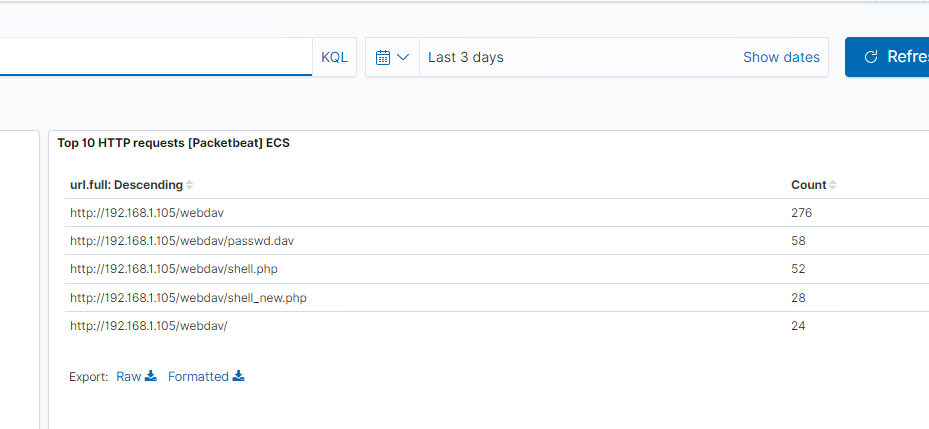 KQL Last 3 days Show dates Refres
Top 10 HTTP requests [Packetbeat] ECS
url.full: Descending Count
http://192.168.1.105/webdav 276
http://192.168.1.105/webdav/passwd.dav 58
http://192.168.1.105/webdav/shell.php 52
http://192.168.1.105/webdav/shell_new.php 28
http://192.168.1.105/webdav/ 24
Export: Raw Formatted